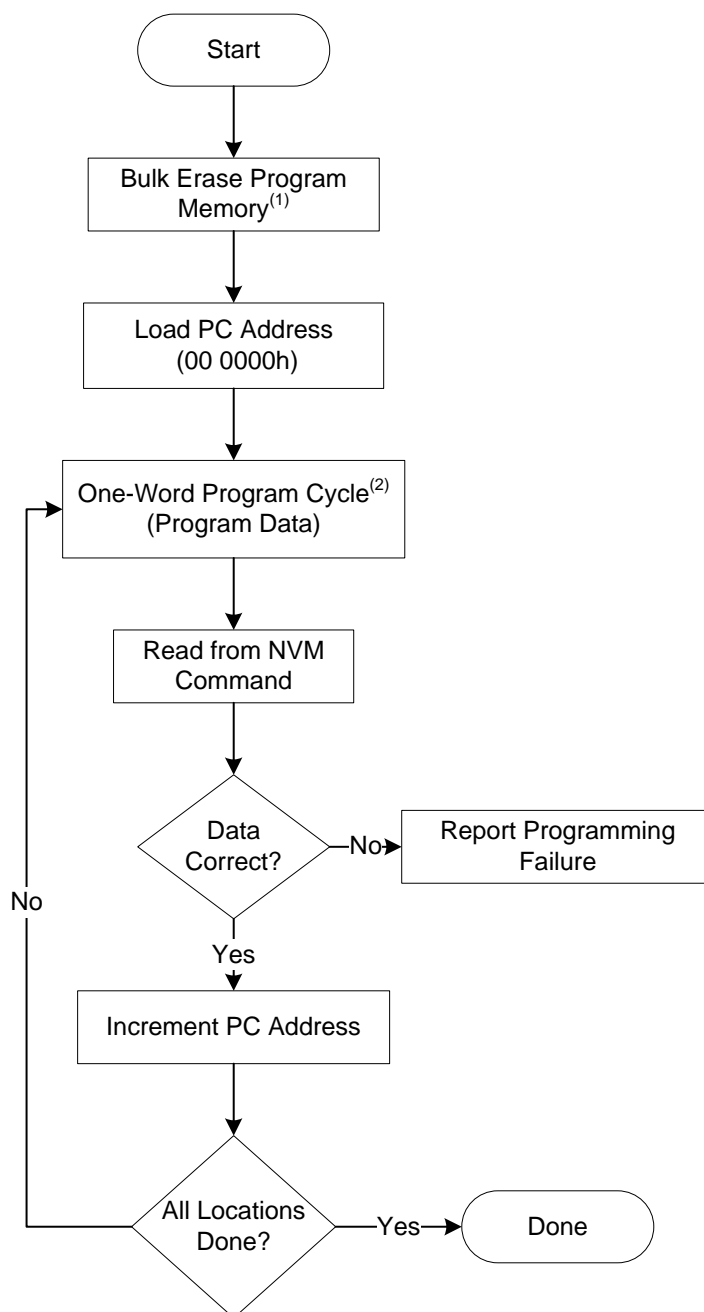 Start
Bulk Erase Program
Memory(1)
Load PC Address
(00 0000h)
One-Word Program Cycle(2)
(Program Data)
Read from NVM
Command
Data
Correct?
No
Report Programming
Failure
No
Yes
Increment PC Address
All Locations
Done?
Yes
Done